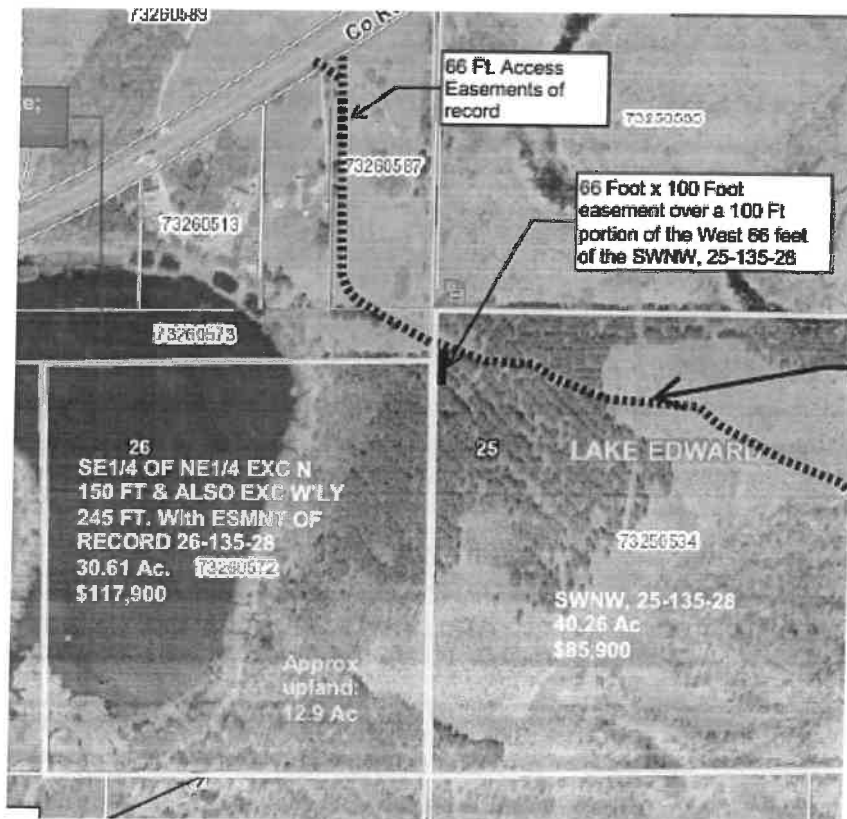 73260589
Co R
66 Ft. Access
Easements of
record
e;
73260587
66 Foot x 100 Foot
easement over a 100 Ft
portion of the West 66 feet
of the SWNW, 25-135-28
73260513
73260573
26
25
LAKE EDWARD
SE1/4 OF NE1/4 EXC N
150 FT & ALSO EXC W'LY
245 FT. With ESMNT OF
RECORD 26-135-28
30.61 Ac. 73260572
$117,900
73250534
SWNW, 25-135-28
40.26 Ac
$85,900
Approx
upland:
12.9 Ac